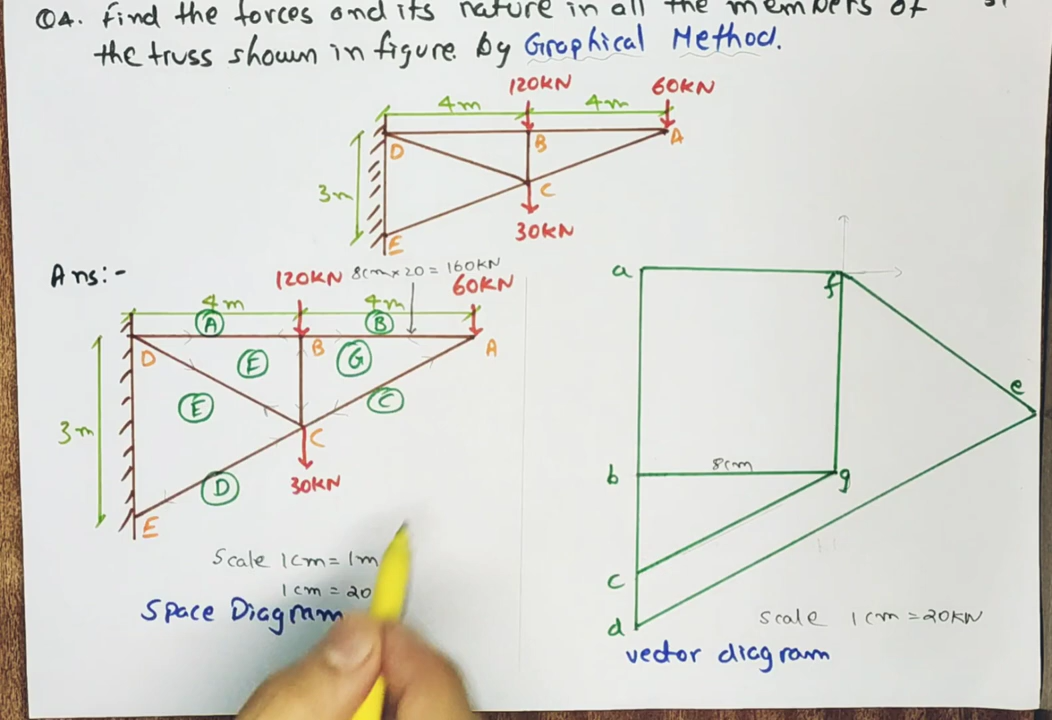 Q4. Find the forces and its nature in all the members of
the truss shown in figure by Graphical Method.
120KN 60KN
4m 4m
D B A
3m
C
E
30KN
Ans:-
120KN 8cm×20 = 160KN
60KN
4m 4m
A B
D B A
E G
E C
3m
C
D
30KN
E
Scale 1cm = 1m
1cm = 20
Space Diagram
a f
e
b 8cm g
c
d
scale 1cm = 20KN
vector diagram